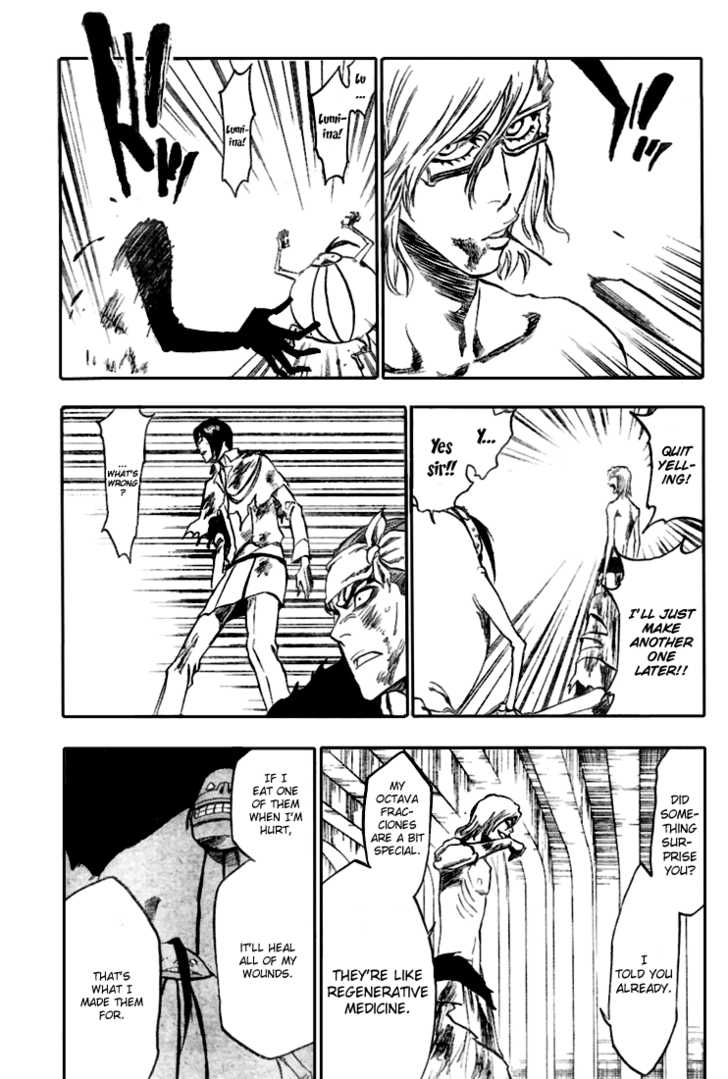 Lu
...
Lumi-
ina!
Lumi-
ina!
QUIT
YELL-
ING!
I'LL JUST
MAKE
ANOTHER
ONE
LATER!!
Y...
Yes
sir!!
...
WHAT'S
WRONG
?
DID
SOME-
THING
SUR-
PRISE
YOU?
I
TOLD YOU
ALREADY.
MY
OCTAVA
FRAC-
CIONES
ARE A BIT
SPECIAL.
THEY'RE LIKE
REGENERATIVE
MEDICINE.
IF I
EAT ONE
OF THEM
WHEN I'M
HURT,
IT'LL HEAL
ALL OF MY
WOUNDS.
THAT'S
WHAT I
MADE THEM
FOR.